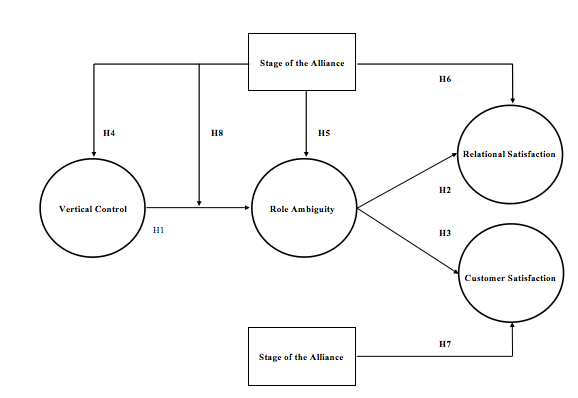 Stage of the Alliance
H6
H4
H8
H5
Relational Satisfaction
Vertical Control
Role Ambiguity
H2
H1
H3
Customer Satisfaction
H7
Stage of the Alliance